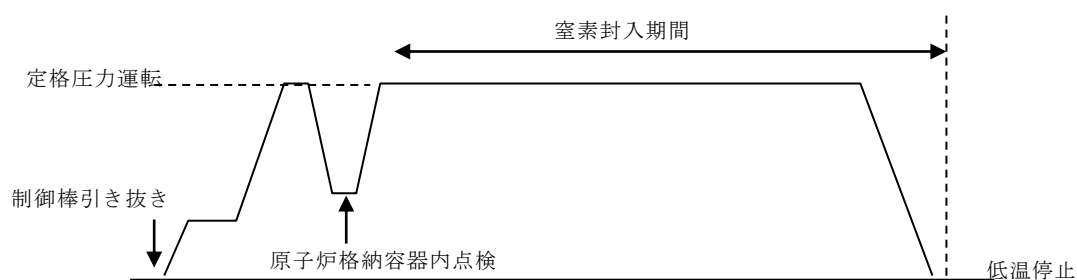 窒素封入期間
定格圧力運転
制御棒引き抜き
原子炉格納容器内点検
低温停止